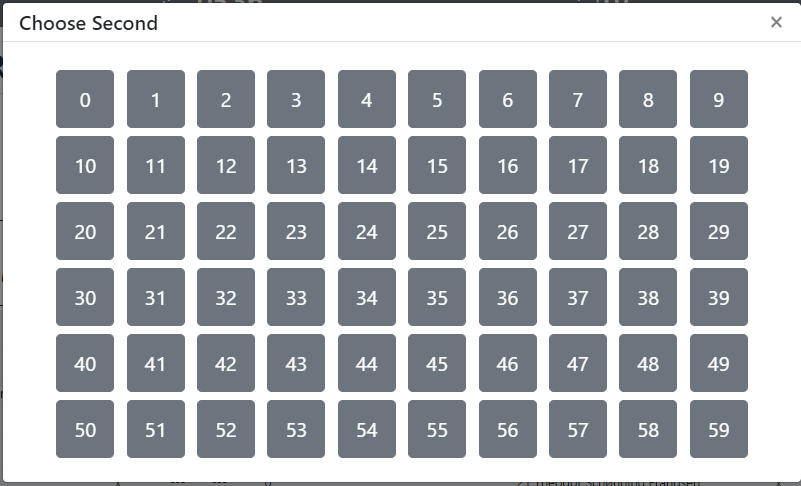 Choose Second ×
0 1 2 3 4 5 6 7 8 9
10 11 12 13 14 15 16 17 18 19
20 21 22 23 24 25 26 27 28 29
30 31 32 33 34 35 36 37 38 39
40 41 42 43 44 45 46 47 48 49
50 51 52 53 54 55 56 57 58 59